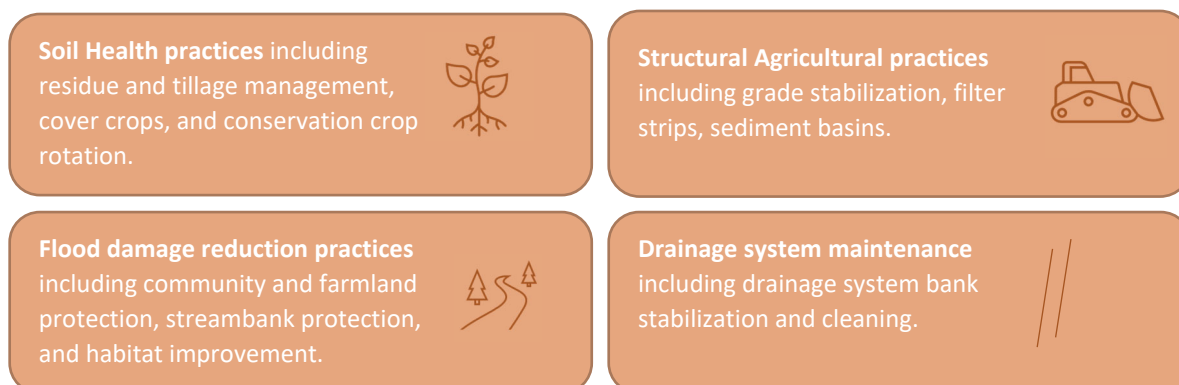 Soil Health practices including
residue and tillage management,
cover crops, and conservation crop
rotation.
Structural Agricultural practices
including grade stabilization, filter
strips, sediment basins.
Flood damage reduction practices
including community and farmland
protection, streambank protection,
and habitat improvement.
Drainage system maintenance
including drainage system bank
stabilization and cleaning.